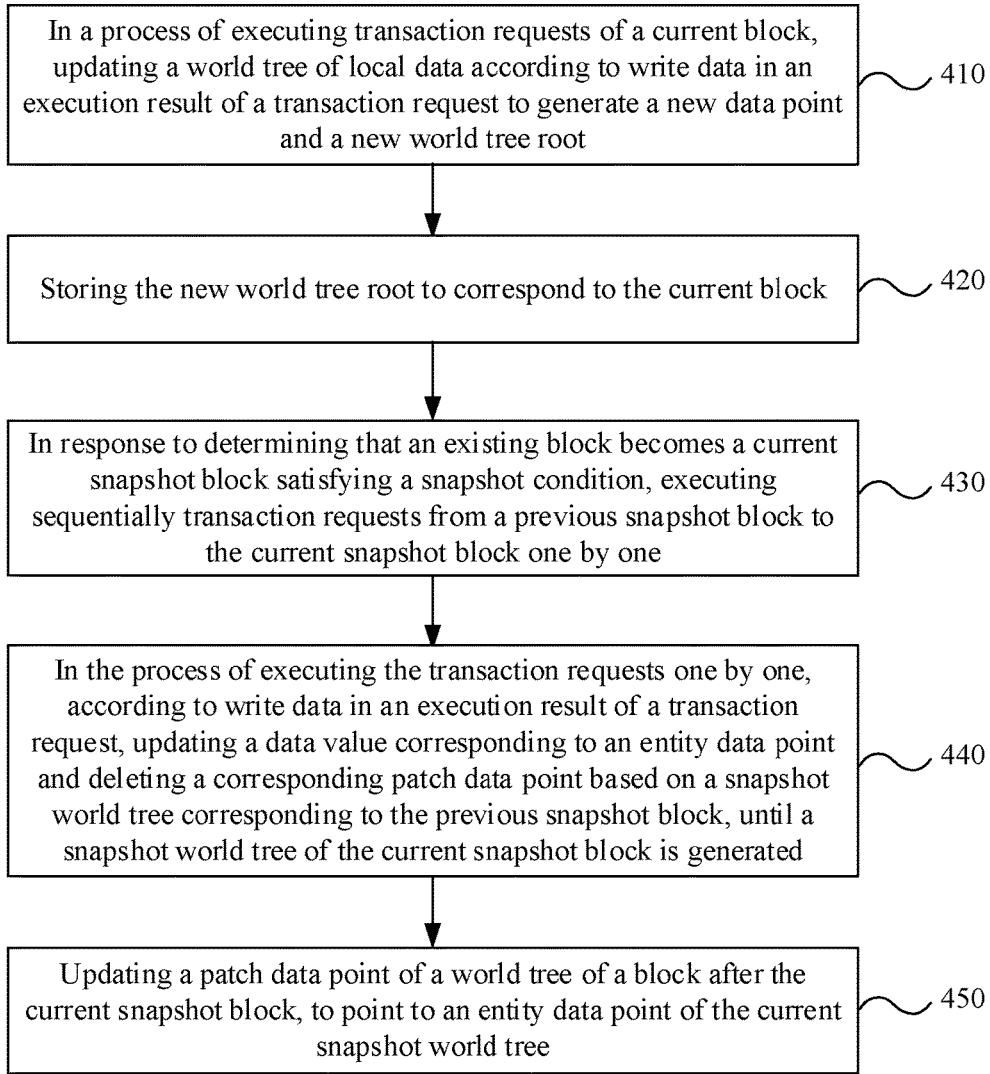 In a process of executing transaction requests of a current block,
updating a world tree of local data according to write data in an
execution result of a transaction request to generate a new data point
and a new world tree root
410
Storing the new world tree root to correspond to the current block
420
In response to determining that an existing block becomes a current
snapshot block satisfying a snapshot condition, executing
sequentially transaction requests from a previous snapshot block to
the current snapshot block one by one
430
In the process of executing the transaction requests one by one,
according to write data in an execution result of a transaction
request, updating a data value corresponding to an entity data point
and deleting a corresponding patch data point based on a snapshot
world tree corresponding to the previous snapshot block, until a
snapshot world tree of the current snapshot block is generated
440
Updating a patch data point of a world tree of a block after the
current snapshot block, to point to an entity data point of the current
snapshot world tree
450